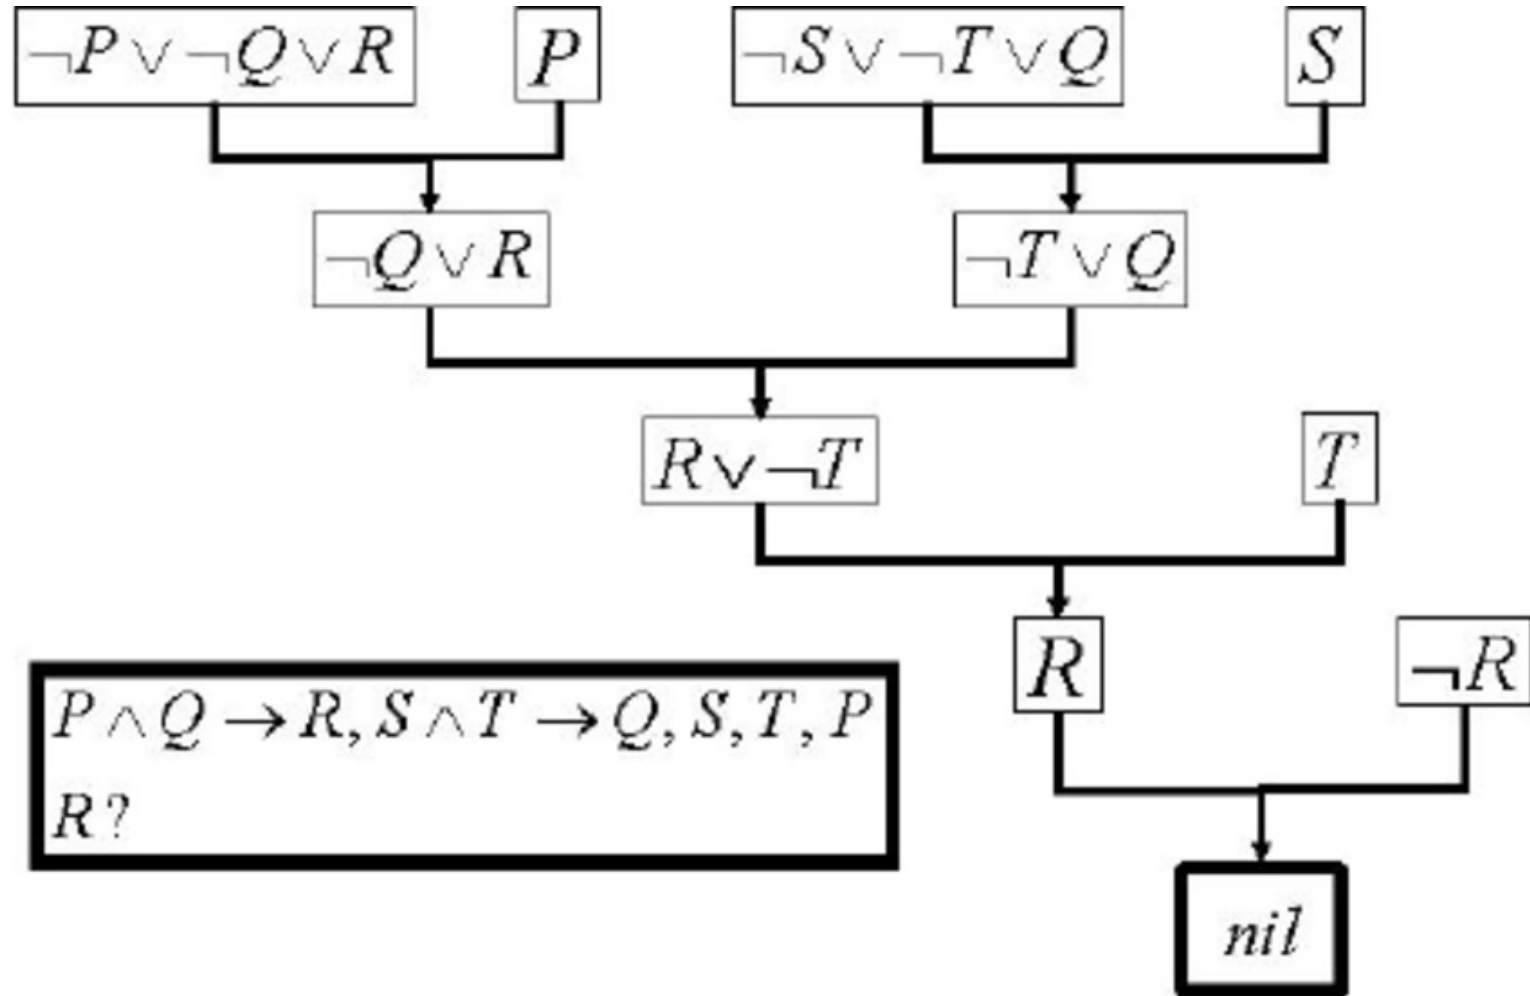 ¬P∨¬Q∨R P ¬S∨¬T∨Q S
¬Q∨R ¬T∨Q
R∨¬T T
R ¬R
P∧Q→R, S∧T→Q, S, T, P
R?
nil